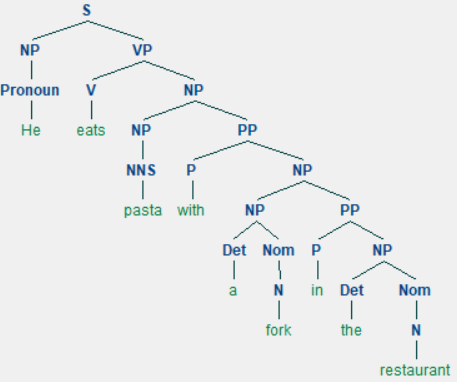 S
NP VP
Pronoun V NP
He eats NP PP
NNS P NP
pasta with NP PP
Det Nom P NP
a N in Det Nom
fork the N
restaurant